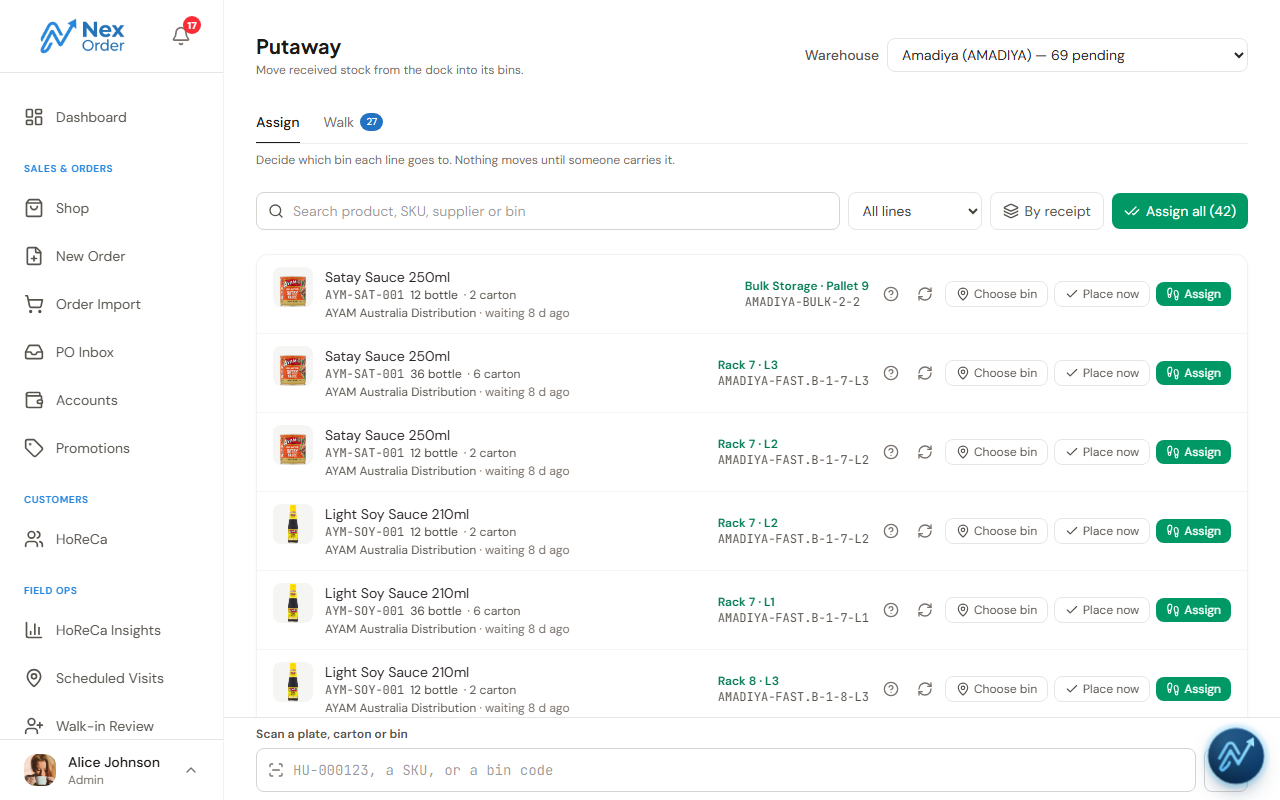 Nex
Order
17
Dashboard
SALES & ORDERS
Shop
New Order
Order Import
PO Inbox
Accounts
Promotions
CUSTOMERS
HoReCa
FIELD OPS
HoReCa Insights
Scheduled Visits
Walk-in Review
Alice Johnson
Admin
Putaway
Move received stock from the dock into its bins.
Warehouse
Amadiya (AMADIYA) — 69 pending
Assign
Walk 27
Decide which bin each line goes to. Nothing moves until someone carries it.
Search product, SKU, supplier or bin
All lines
By receipt
Assign all (42)
Satay Sauce 250ml
AYM-SAT-001 12 bottle · 2 carton
AYAM Australia Distribution · waiting 8 d ago
Bulk Storage · Pallet 9
AMADIYA-BULK-2-2
Choose bin
Place now
Assign
Satay Sauce 250ml
AYM-SAT-001 36 bottle · 6 carton
AYAM Australia Distribution · waiting 8 d ago
Rack 7 · L3
AMADIYA-FAST.B-1-7-L3
Choose bin
Place now
Assign
Satay Sauce 250ml
AYM-SAT-001 12 bottle · 2 carton
AYAM Australia Distribution · waiting 8 d ago
Rack 7 · L2
AMADIYA-FAST.B-1-7-L2
Choose bin
Place now
Assign
Light Soy Sauce 210ml
AYM-SOY-001 12 bottle · 2 carton
AYAM Australia Distribution · waiting 8 d ago
Rack 7 · L2
AMADIYA-FAST.B-1-7-L2
Choose bin
Place now
Assign
Light Soy Sauce 210ml
AYM-SOY-001 36 bottle · 6 carton
AYAM Australia Distribution · waiting 8 d ago
Rack 7 · L1
AMADIYA-FAST.B-1-7-L1
Choose bin
Place now
Assign
Light Soy Sauce 210ml
AYM-SOY-001 12 bottle · 2 carton
AYAM Australia Distribution · waiting 8 d ago
Rack 8 · L3
AMADIYA-FAST.B-1-8-L3
Choose bin
Place now
Assign
Scan a plate, carton or bin
HU-000123, a SKU, or a bin code